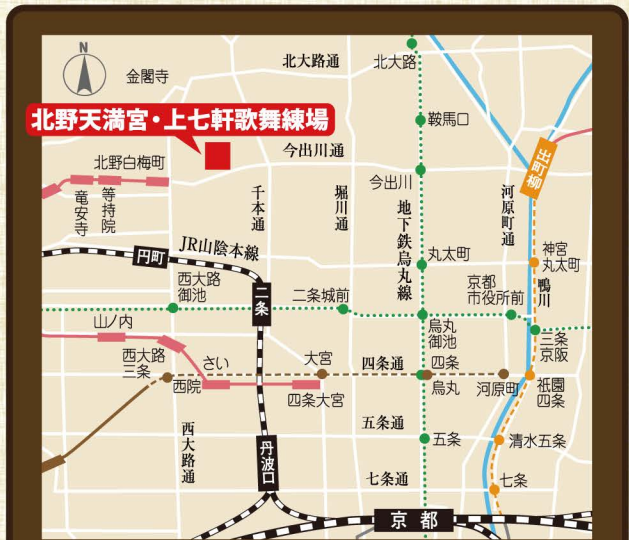 N
金閣寺
北大路通
北大路
北野天満宮・上七軒歌舞練場
鞍馬口
出町柳
北野白梅町
今出川通
今出川
等持院
竜安寺
千本通
堀川通
地下鉄烏丸線
河原町通
JR山陰本線
円町
丸太町
神宮
丸太町
鴨川
西大路
御池
二条
二条城前
京都
市役所前
山ノ内
烏丸
御池
三条
京阪
西大路
三条
さい
西院
大宮
四条大宮
四条通
四条
烏丸
河原町
祇園
四条
西大路通
五条通
五条
清水五条
丹波口
七条通
七条
京都